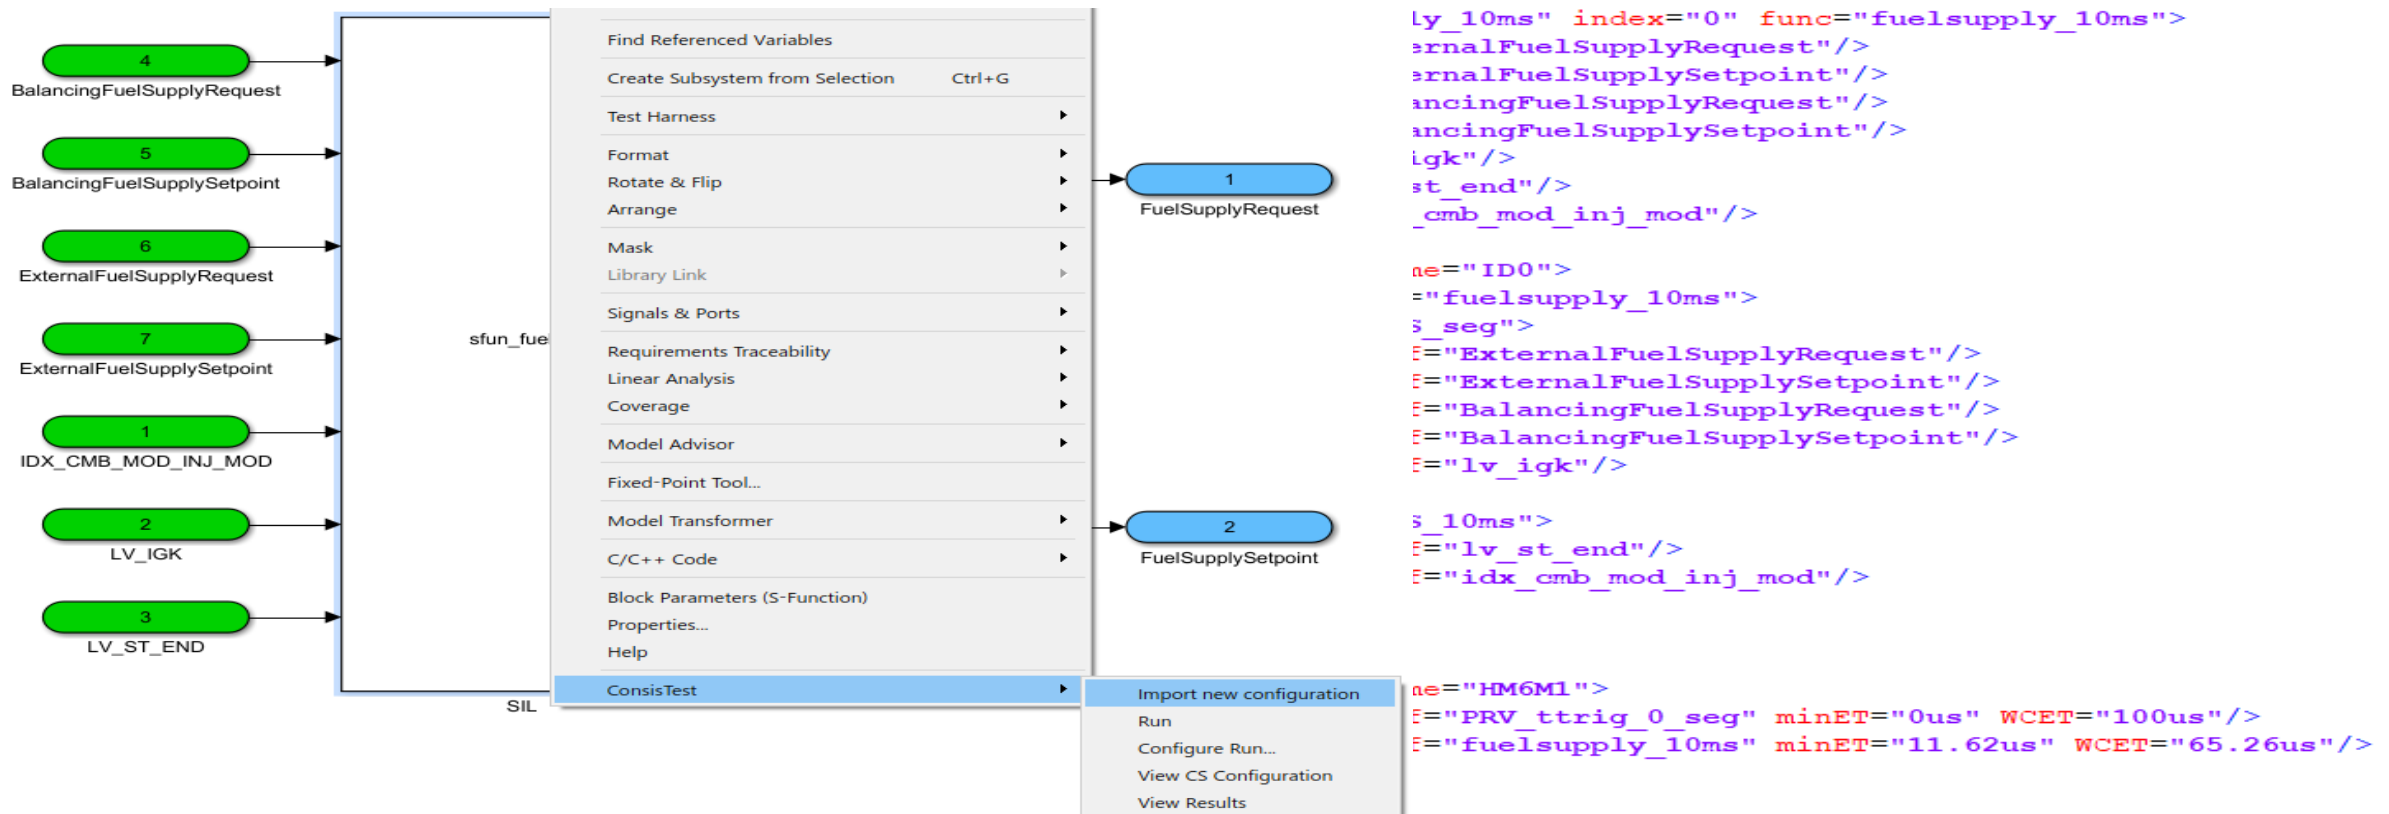 4
BalancingFuelSupplyRequest
5
BalancingFuelSupplySetpoint
6
ExternalFuelSupplyRequest
7
ExternalFuelSupplySetpoint
1
IDX_CMB_MOD_INJ_MOD
2
LV_IGK
3
LV_ST_END
sfun_fue
SIL
Find Referenced Variables
Create Subsystem from Selection Ctrl+G
Test Harness
Format
Rotate & Flip
Arrange
Mask
Library Link
Signals & Ports
Requirements Traceability
Linear Analysis
Coverage
Model Advisor
Fixed-Point Tool...
Model Transformer
C/C++ Code
Block Parameters (S-Function)
Properties...
Help
ConsisTest
Import new configuration
Run
Configure Run...
View CS Configuration
View Results
1
FuelSupplyRequest
2
FuelSupplySetpoint
ly_10ms" index="0" func="fuelsupply_10ms">
ernalFuelSupplyRequest"/>
ernalFuelSupplySetpoint"/>
ancingFuelSupplyRequest"/>
ancingFuelSupplySetpoint"/>
igk"/>
st_end"/>
_cmb_mod_inj_mod"/>
me="ID0">
="fuelsupply_10ms">
S_seg">
f="ExternalFuelSupplyRequest"/>
f="ExternalFuelSupplySetpoint"/>
f="BalancingFuelSupplyRequest"/>
f="BalancingFuelSupplySetpoint"/>
f="lv_igk"/>
S_10ms">
f="lv_st_end"/>
f="idx_cmb_mod_inj_mod"/>
me="HM6M1">
f="PRV_ttrig_0_seg" minET="0us" WCET="100us"/>
f="fuelsupply_10ms" minET="11.62us" WCET="65.26us"/>